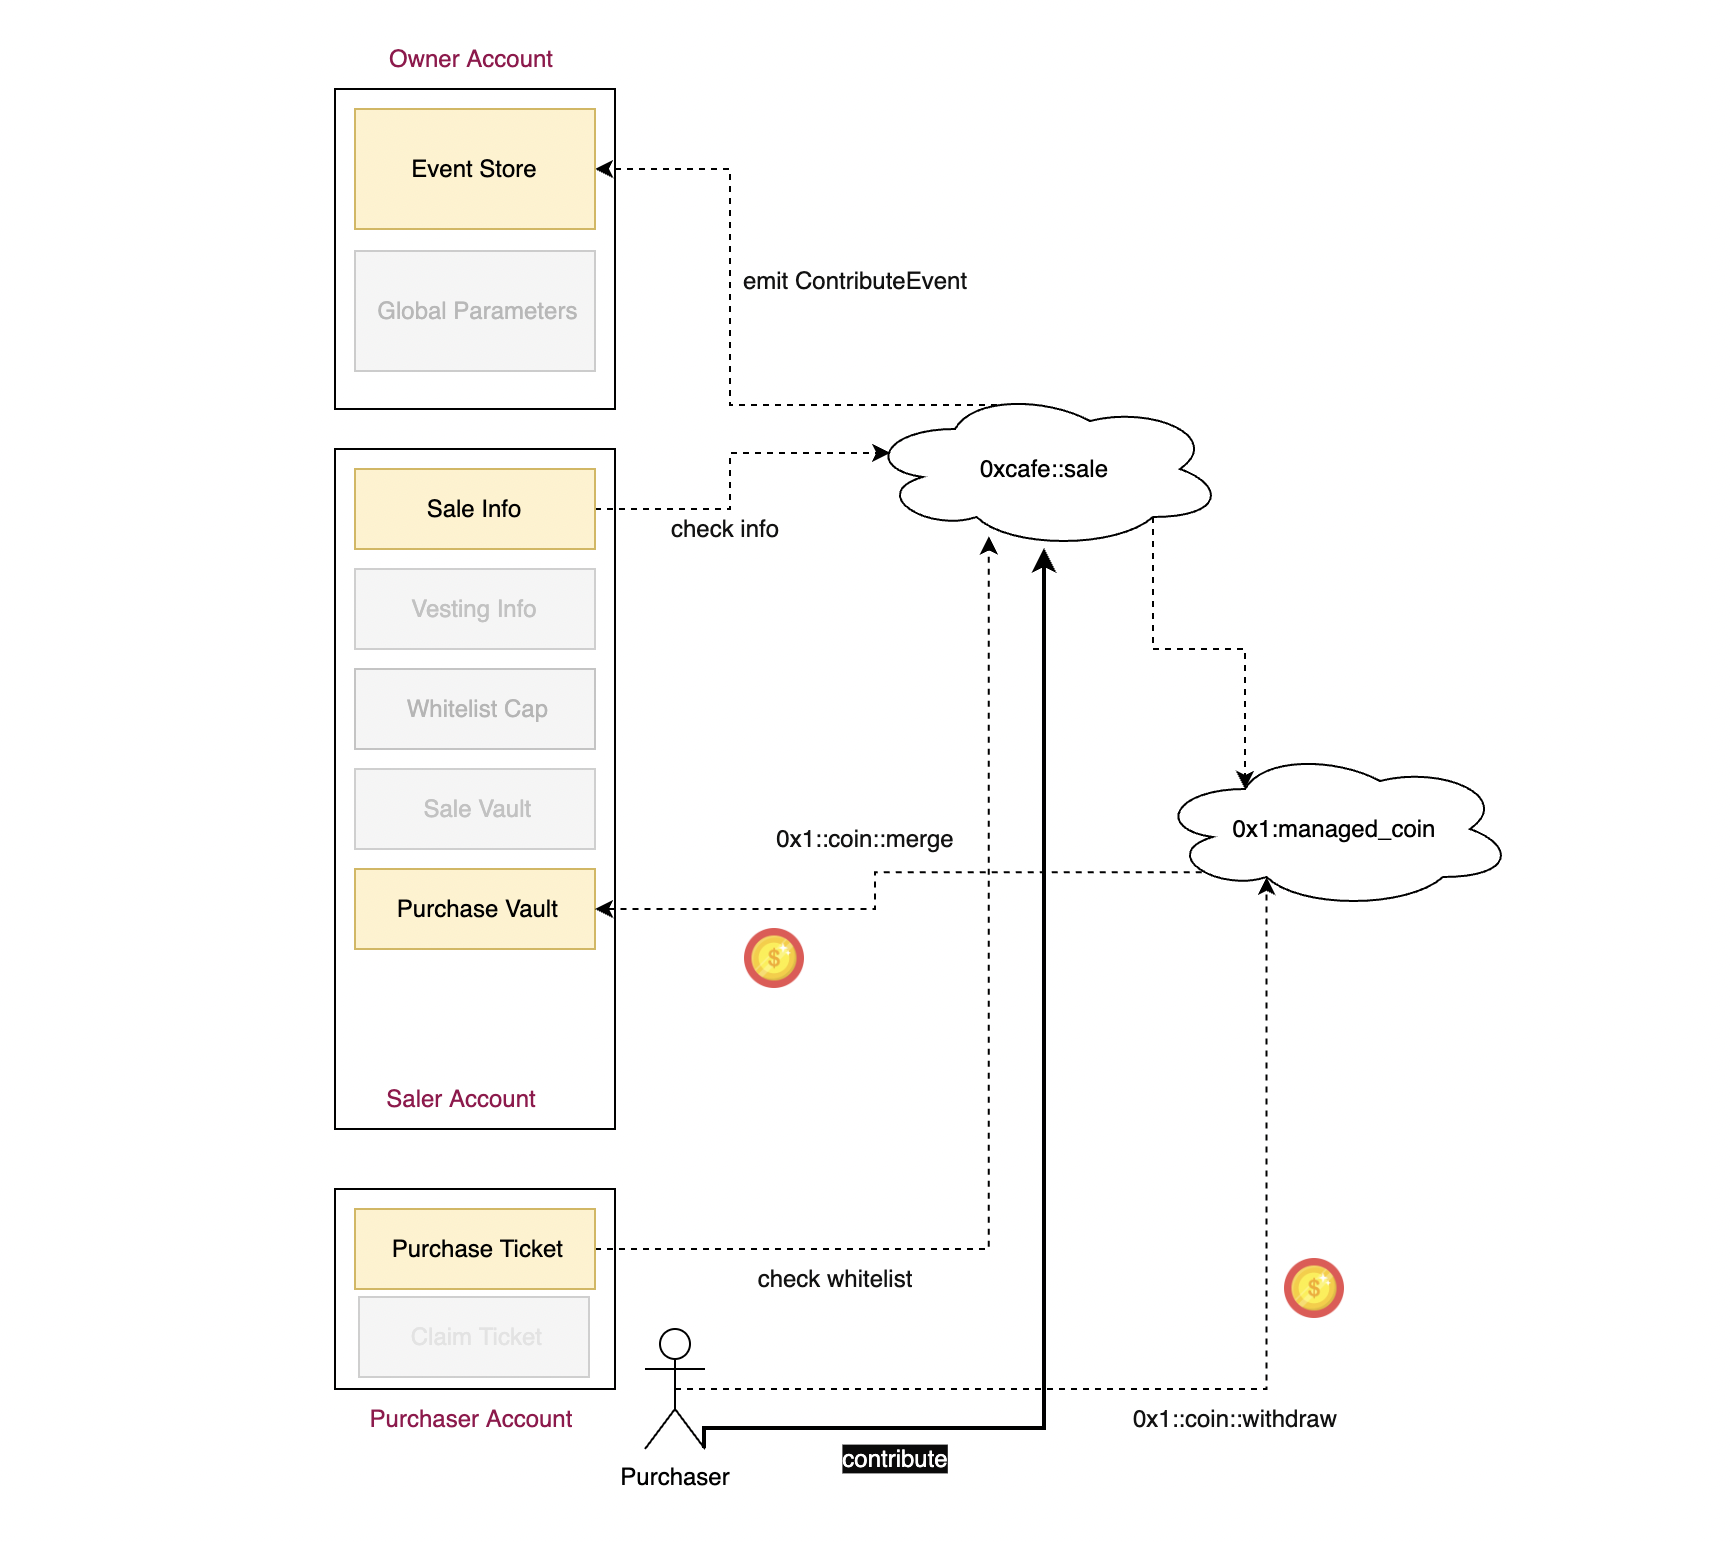 Owner Account
Event Store
Global Parameters
emit ContributeEvent
0xcafe::sale
Sale Info
check info
Vesting Info
Whitelist Cap
Sale Vault
0x1::coin::merge
0x1:managed_coin
Purchase Vault
$
Saler Account
Purchase Ticket
check whitelist
$
Claim Ticket
Purchaser Account
0x1::coin::withdraw
contribute
Purchaser